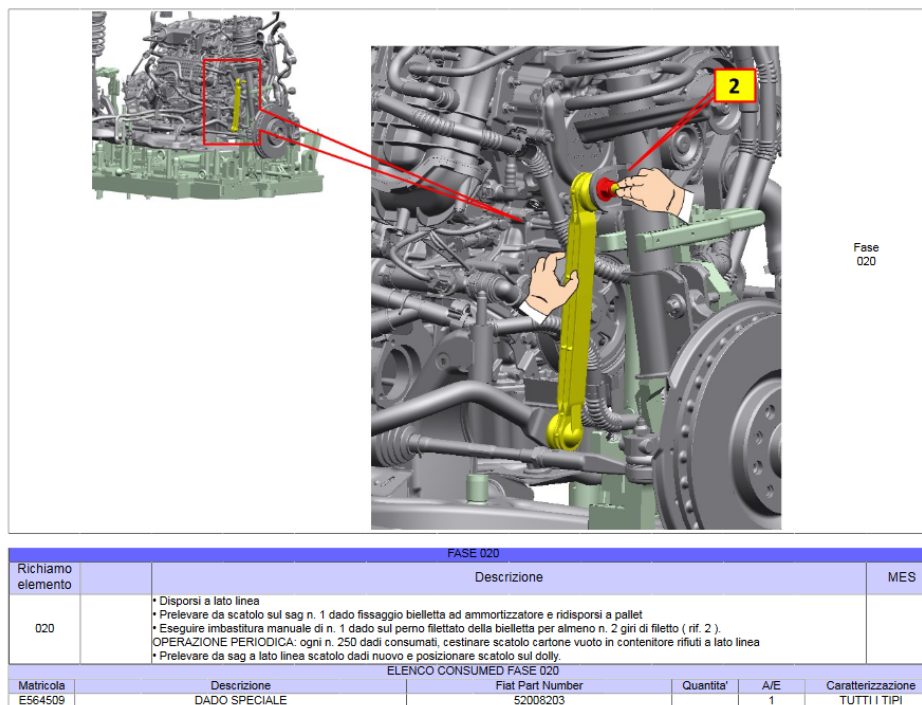 2
Fase
020
FASE 020
Richiamo elemento
Descrizione
MES
020
• Disporsi a lato linea
• Prelevare da scatolo sul sag n. 1 dado fissaggio bielletta ad ammortizzatore e ridisporsi a pallet
• Eseguire imbastitura manuale di n. 1 dado sul perno filettato della bielletta per almeno n. 2 giri di filetto ( rif. 2 ).
OPERAZIONE PERIODICA: ogni n. 250 dadi consumati, cestinare scatolo cartone vuoto in contenitore rifiuti a lato linea
• Prelevare da sag a lato linea scatolo dadi nuovo e posizionare scatolo sul dolly.
ELENCO CONSUMED FASE 020
Matricola Descrizione Fiat Part Number Quantita' A/E Caratterizzazione
E564509 DADO SPECIALE 52008203 1 TUTTI I TIPI